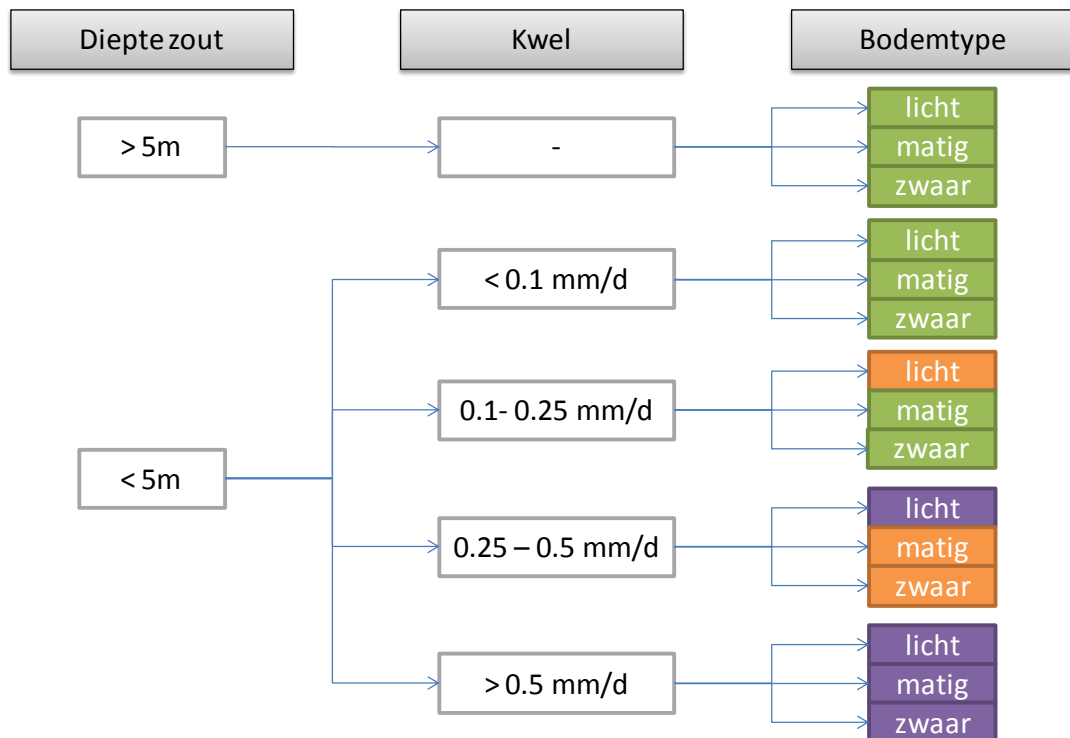 Diepte zout
Kwel
Bodemtype
> 5m
-
licht
matig
zwaar
< 0.1 mm/d
licht
matig
zwaar
0.1- 0.25 mm/d
licht
matig
zwaar
< 5m
0.25 – 0.5 mm/d
licht
matig
zwaar
> 0.5 mm/d
licht
matig
zwaar